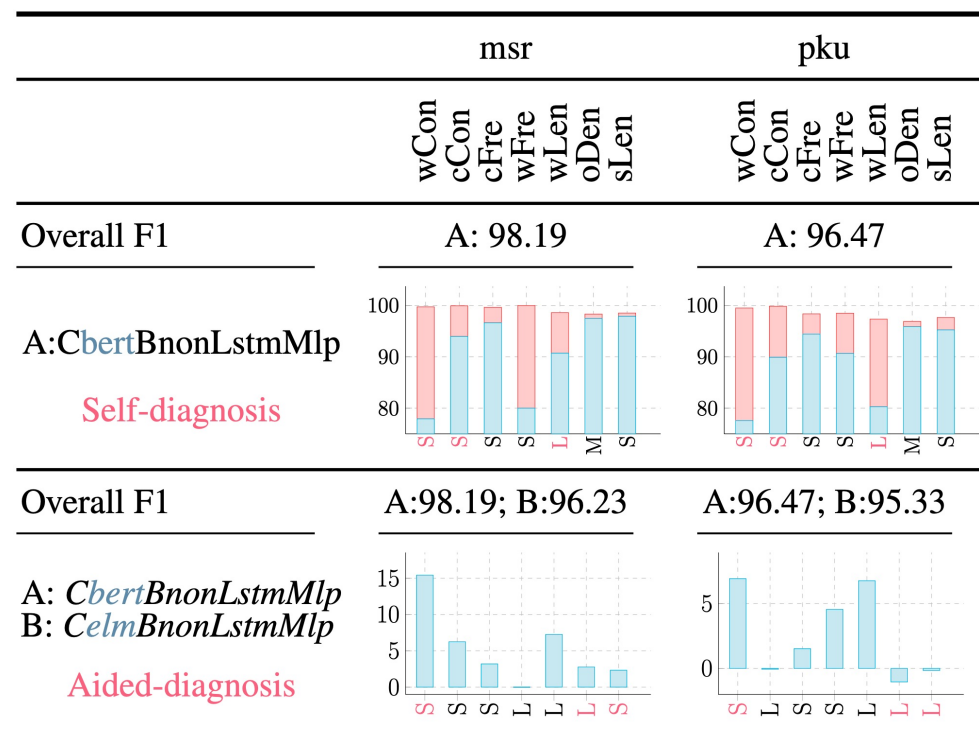 msr pku
wCon cCon cFre wFre wLen oDen sLen wCon cCon cFre wFre wLen oDen sLen
Overall F1 A: 98.19 A: 96.47
A:CbertBnonLstmMlp
Self-diagnosis
100
90
80
S S S S L M S
100
90
80
S S S S L M S
Overall F1 A:98.19; B:96.23 A:96.47; B:95.33
A: CbertBnonLstmMlp
B: CelmBnonLstmMlp
Aided-diagnosis
15
10
5
0
S S S L L L S
5
0
S L S S L L L